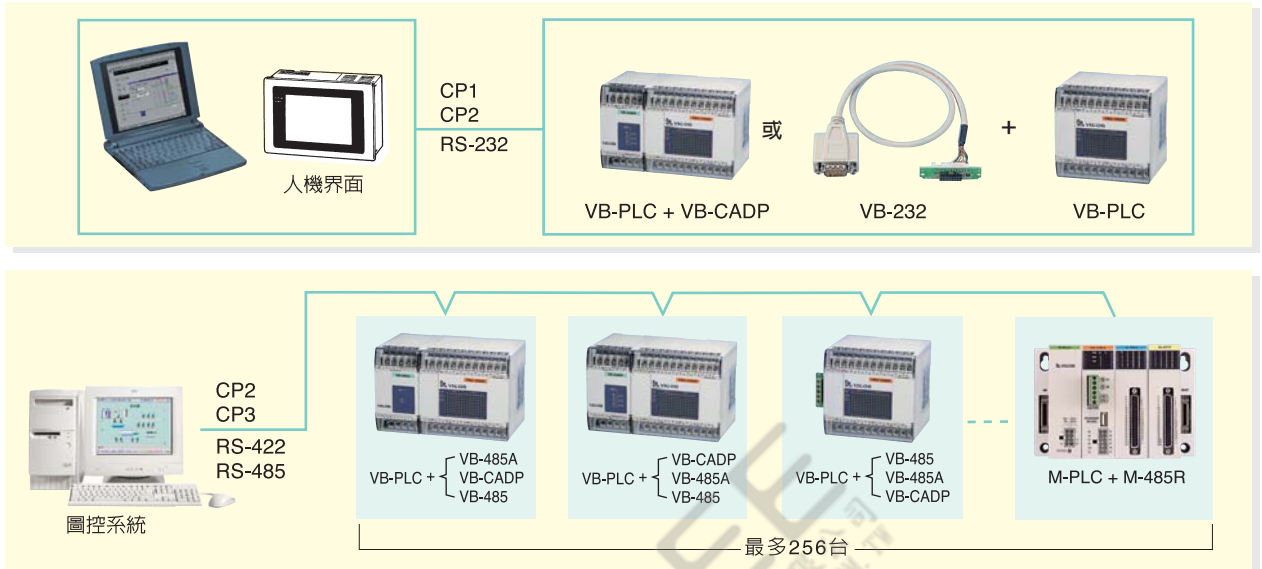 人機界面
CP1
CP2
RS-232
VB-PLC + VB-CADP
或
VB-232
+
VB-PLC
圖控系統
CP2
CP3
RS-422
RS-485
VB-PLC +
VB-485A
VB-CADP
VB-485
VB-PLC +
VB-CADP
VB-485A
VB-485
VB-PLC +
VB-485
VB-485A
VB-CADP
M-PLC + M-485R
最多256台